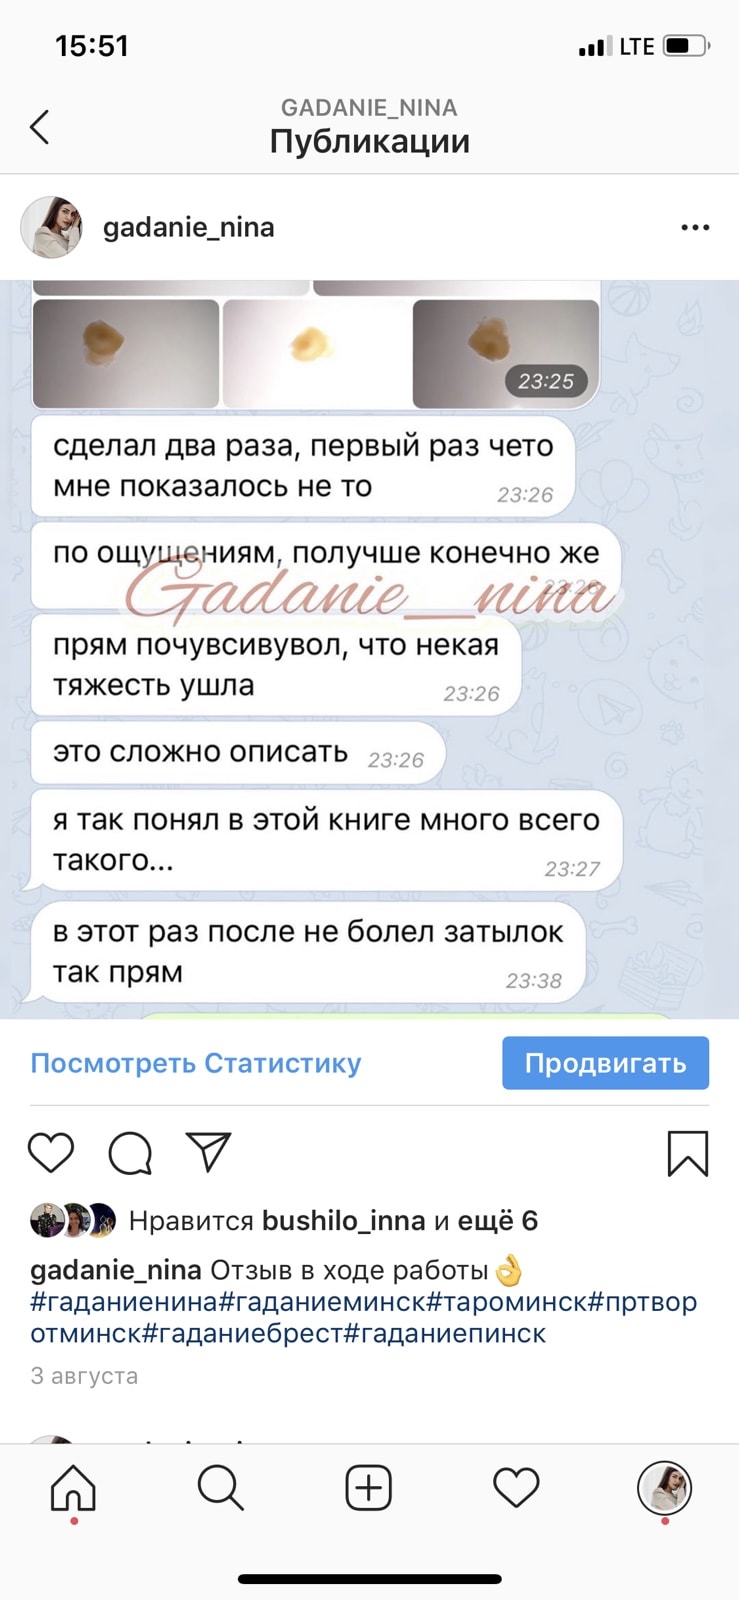 15:51
LTE
GADANIE_NINA
Публикации
gadanie_nina
23:25
сделал два раза, первый раз чето
мне показалось не то
23:26
по ощущениям, получше конечно же
23:26
Gadanie_nina
прям почувсивувол, что некая
тяжесть ушла
23:26
это сложно описать 23:26
я так понял в этой книге много всего
такого...
23:27
в этот раз после не болел затылок
так прям
23:38
Посмотреть Статистику
Продвигать
Нравится bushilo_inna и ещё 6
gadanie_nina Отзыв в ходе работы👌
#гаданиенина#гаданиеминск#тароминск#пртвор
отминск#гаданиебрест#гаданиепинск
3 августа